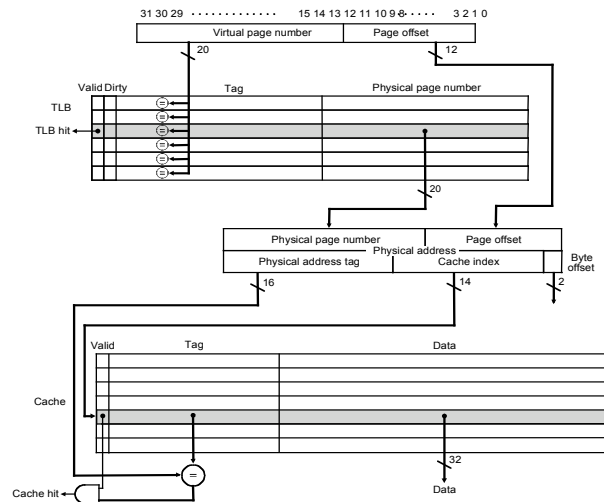 31 30 29 · · · · · · · · · · · · · · 15 14 13 12 11 10 9 8 · · · · · 3 2 1 0
Virtual page number Page offset
20 12
Valid Dirty Tag Physical page number
TLB
=
=
TLB hit =
=
=
=
20
Physical page number Page offset
Physical address
Physical address tag Cache index Byte
offset
16 14 2
Valid Tag Data
Cache
32
=
Data
Cache hit